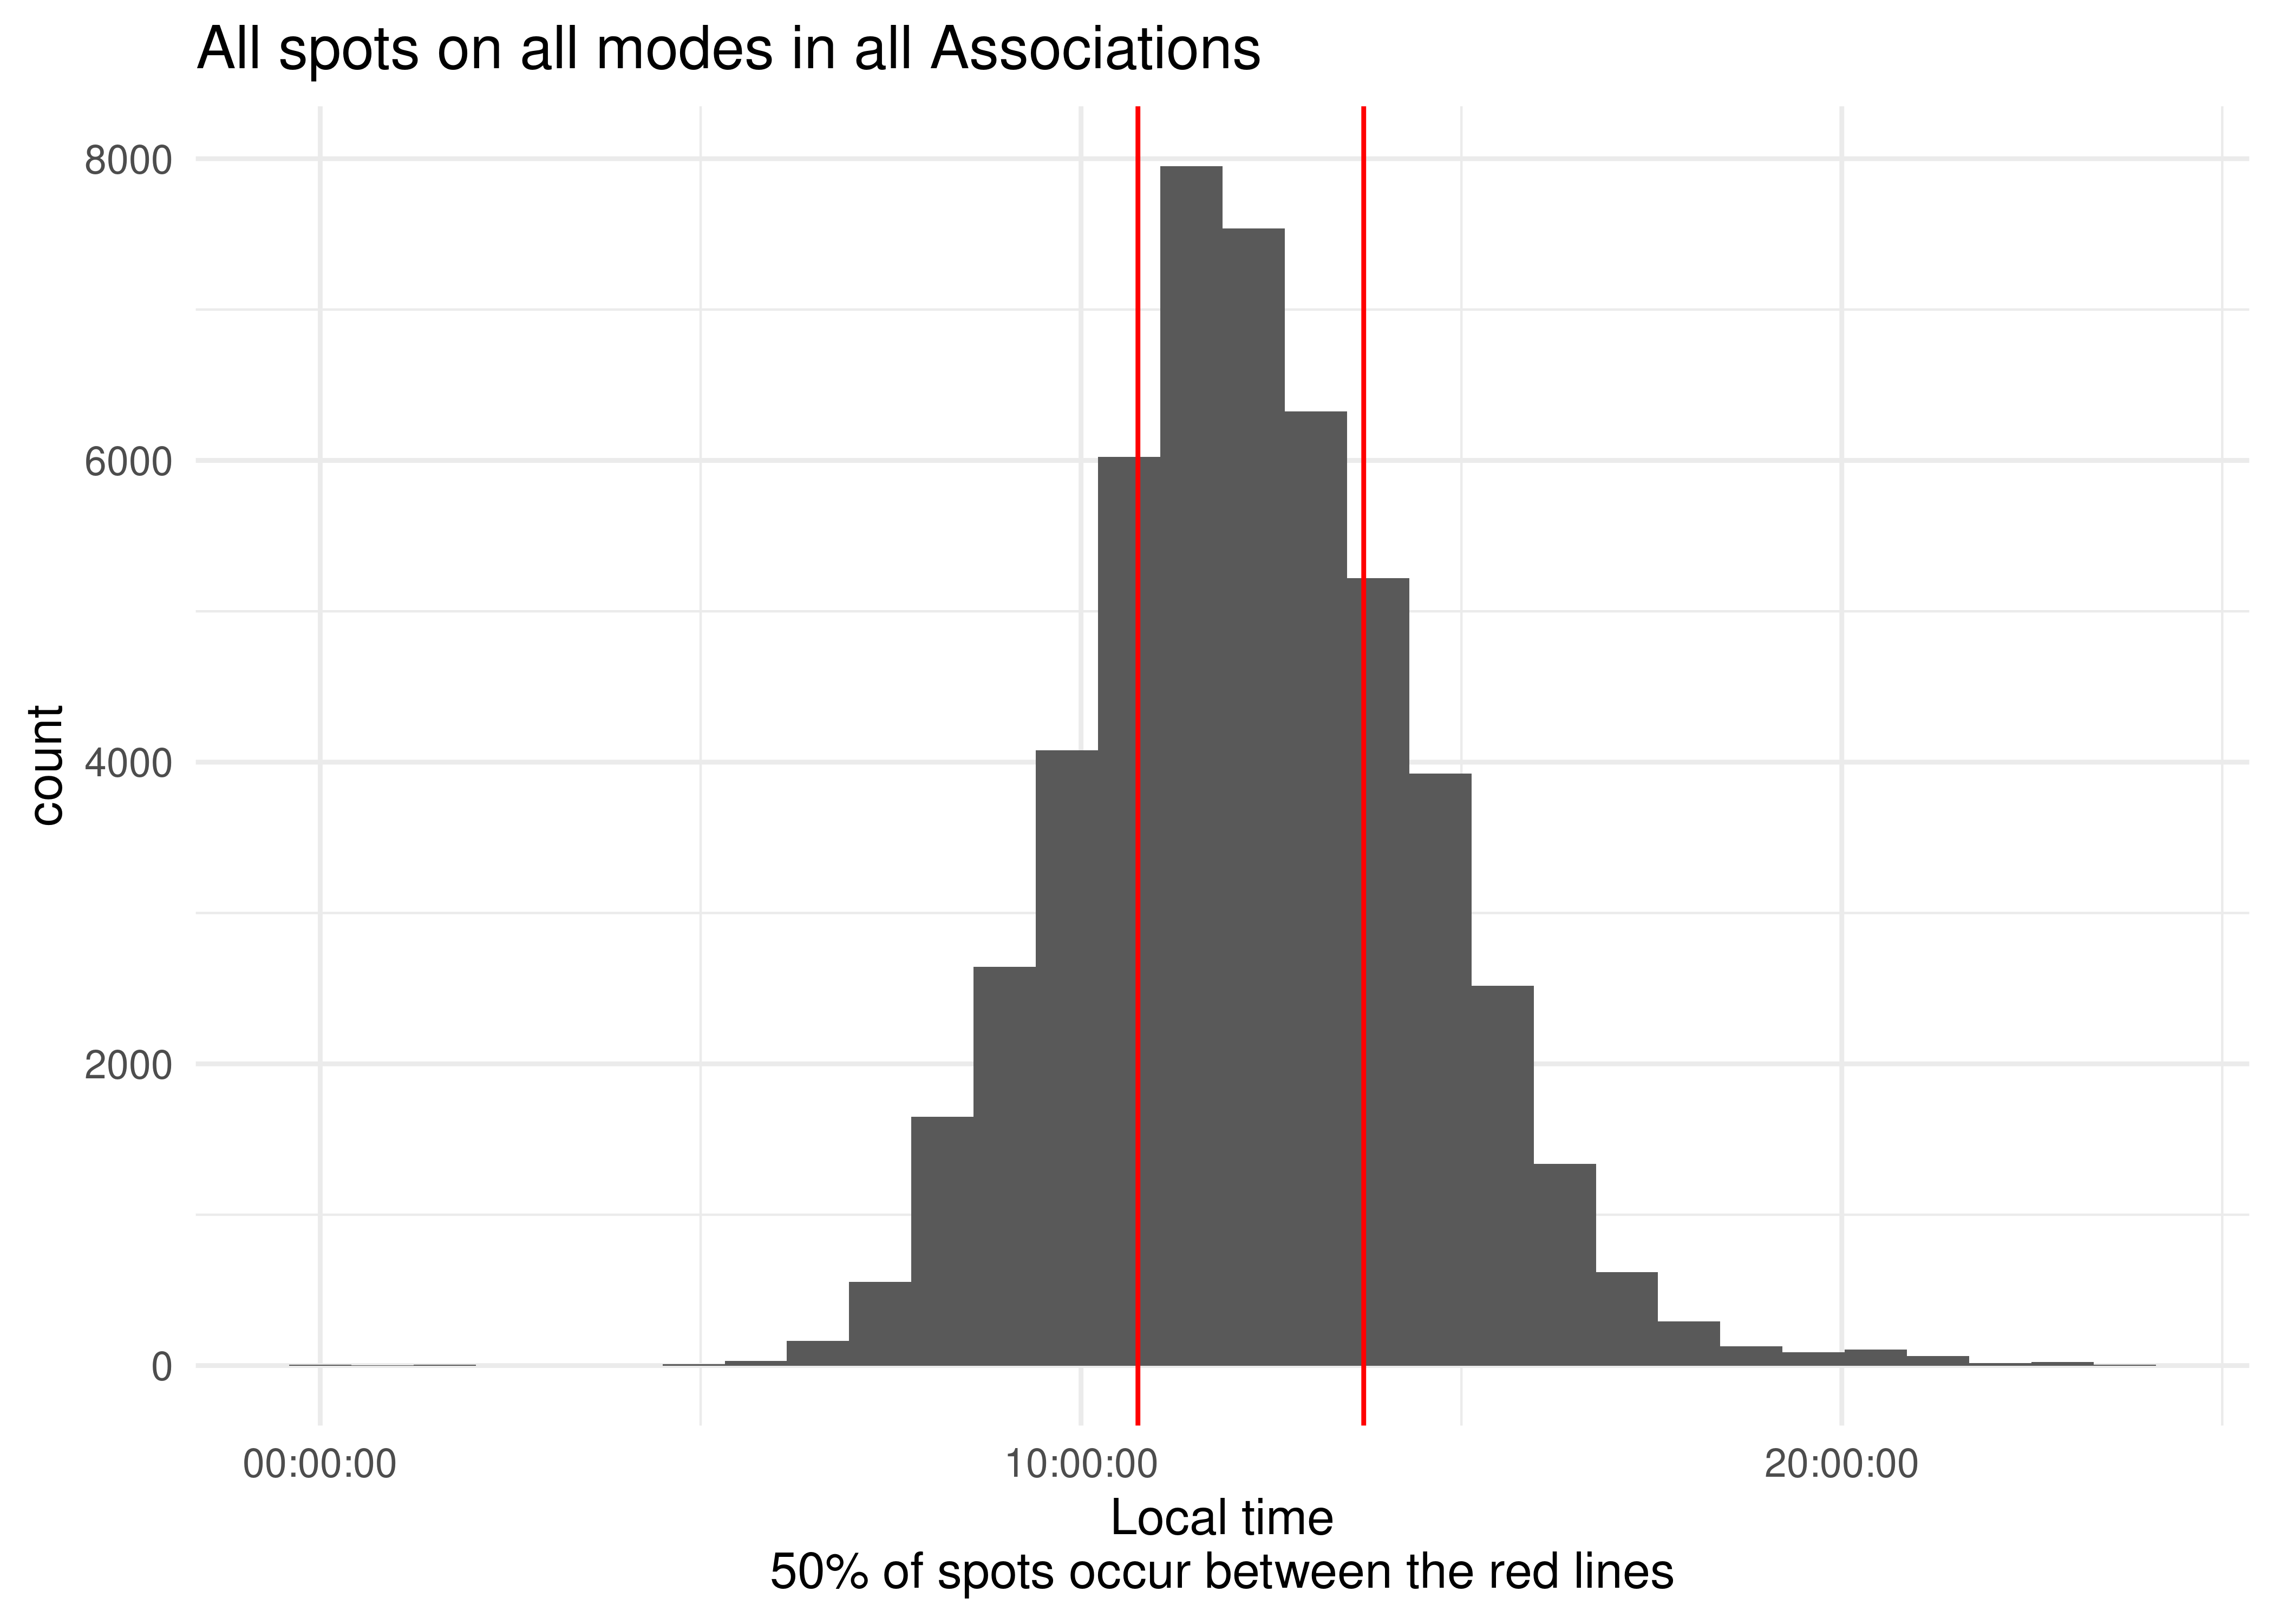 All spots on all modes in all Associations
count
8000
6000
4000
2000
0
00:00:00
10:00:00
20:00:00
Local time
50% of spots occur between the red lines